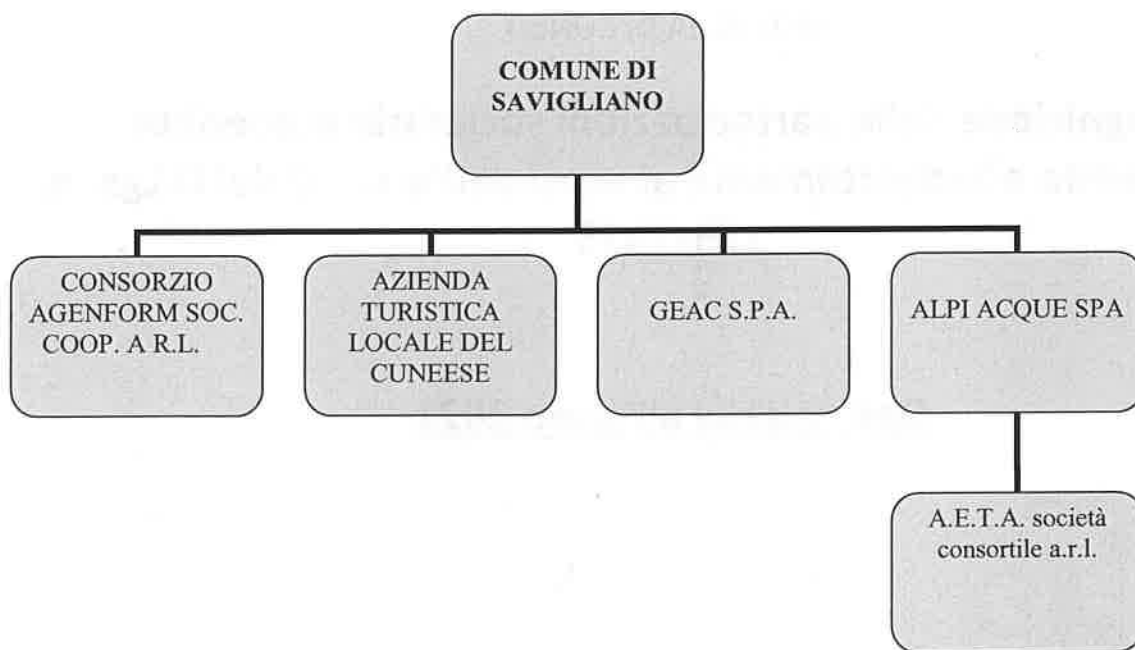 COMUNE DI
SAVIGLIANO
CONSORZIO
AGENFORM SOC.
COOP. A R.L.
AZIENDA
TURISTICA
LOCALE DEL
CUNEESE
GEAC S.P.A.
ALPI ACQUE SPA
A.E.T.A. società
consortile a.r.l.